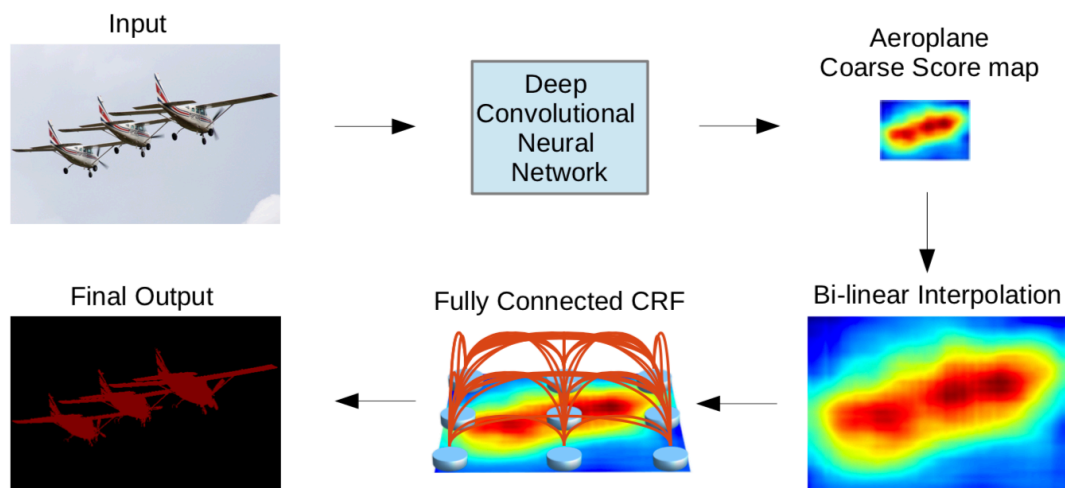 Input
Deep
Convolutional
Neural
Network
Aeroplane
Coarse Score map
Bi-linear Interpolation
Fully Connected CRF
Final Output